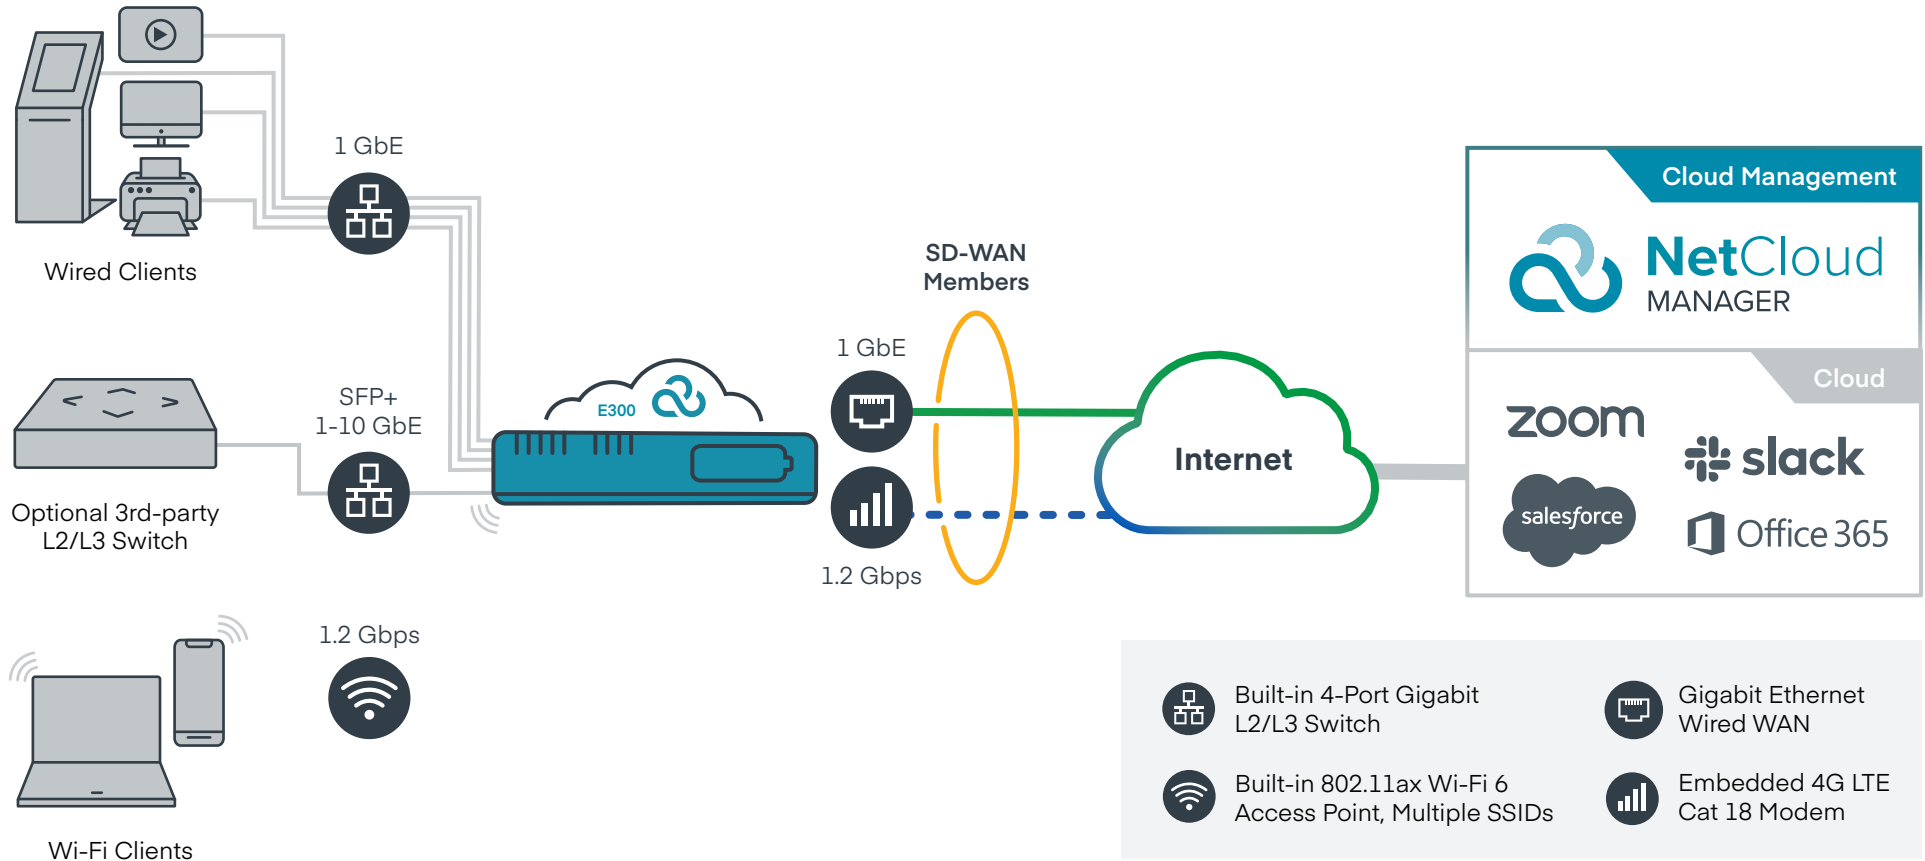 1 GbE
Wired Clients
SFP+
1-10 GbE
Optional 3rd-party
L2/L3 Switch
1.2 Gbps
Wi-Fi Clients
E300
SD-WAN
Members
1 GbE
1.2 Gbps
Internet
Cloud Management
NetCloud
MANAGER
Cloud
zoom
slack
salesforce
Office 365
Built-in 4-Port Gigabit
L2/L3 Switch
Gigabit Ethernet
Wired WAN
Built-in 802.11ax Wi-Fi 6
Access Point, Multiple SSIDs
Embedded 4G LTE
Cat 18 Modem